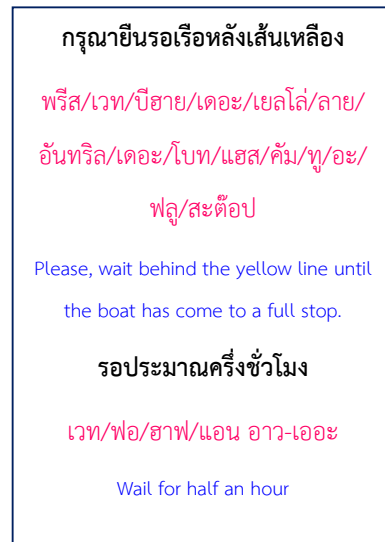 กรุณายืนรอเรือหลังเส้นเหลือง
พรีส/เวท/บีฮาย/เดอะ/เยลโล่/ลาย/
อันทริล/เดอะ/โบท/แฮส/คัม/ทู/อะ/
ฟลู/สะต๊อป
Please, wait behind the yellow line until
the boat has come to a full stop.
รอประมาณครึ่งชั่วโมง
เวท/ฟอ/ฮาฟ/แอน อาว-เออะ
Wail for half an hour